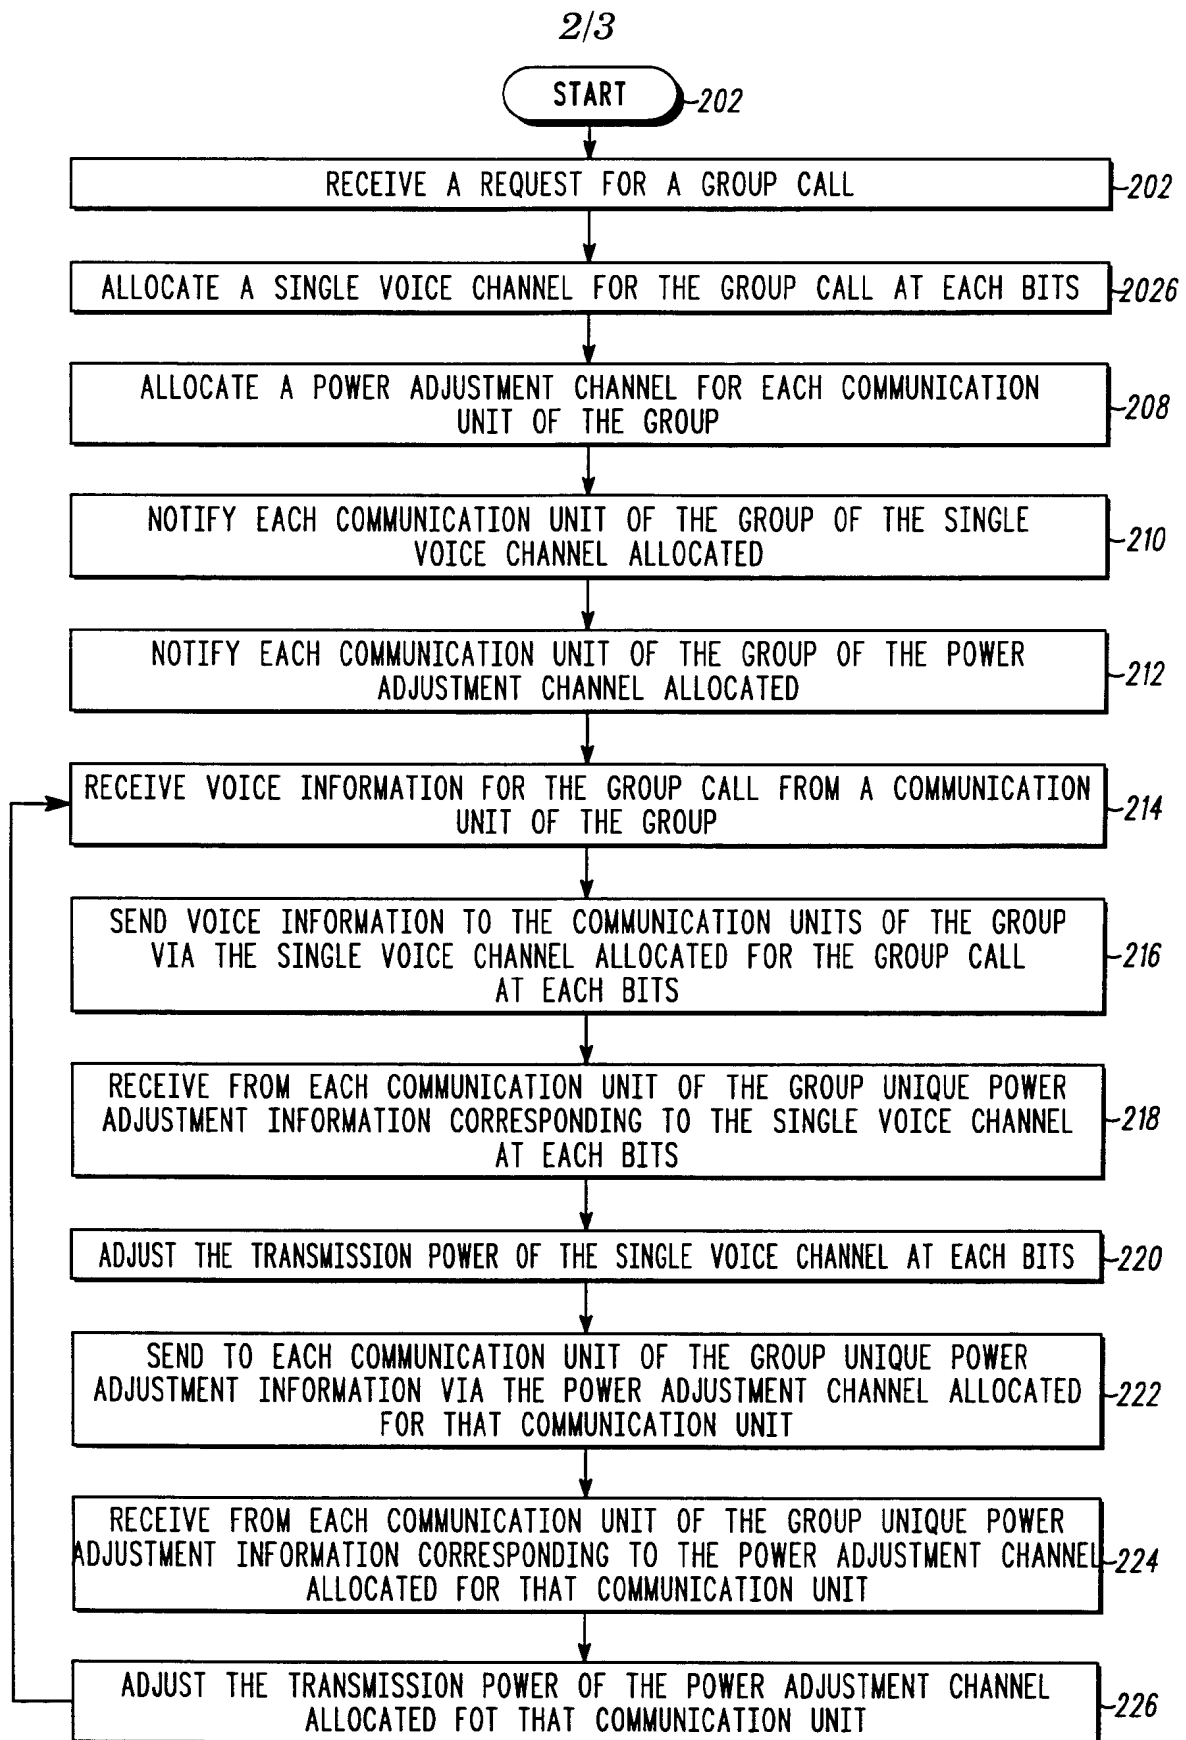 2/3
START
202
RECEIVE A REQUEST FOR A GROUP CALL
202
ALLOCATE A SINGLE VOICE CHANNEL FOR THE GROUP CALL AT EACH BITS
2026
ALLOCATE A POWER ADJUSTMENT CHANNEL FOR EACH COMMUNICATION
UNIT OF THE GROUP
208
NOTIFY EACH COMMUNICATION UNIT OF THE GROUP OF THE SINGLE
VOICE CHANNEL ALLOCATED
210
NOTIFY EACH COMMUNICATION UNIT OF THE GROUP OF THE POWER
ADJUSTMENT CHANNEL ALLOCATED
212
RECEIVE VOICE INFORMATION FOR THE GROUP CALL FROM A COMMUNICATION
UNIT OF THE GROUP
214
SEND VOICE INFORMATION TO THE COMMUNICATION UNITS OF THE GROUP
VIA THE SINGLE VOICE CHANNEL ALLOCATED FOR THE GROUP CALL
AT EACH BITS
216
RECEIVE FROM EACH COMMUNICATION UNIT OF THE GROUP UNIQUE POWER
ADJUSTMENT INFORMATION CORRESPONDING TO THE SINGLE VOICE CHANNEL
AT EACH BITS
218
ADJUST THE TRANSMISSION POWER OF THE SINGLE VOICE CHANNEL AT EACH BITS
220
SEND TO EACH COMMUNICATION UNIT OF THE GROUP UNIQUE POWER
ADJUSTMENT INFORMATION VIA THE POWER ADJUSTMENT CHANNEL ALLOCATED
FOR THAT COMMUNICATION UNIT
222
RECEIVE FROM EACH COMMUNICATION UNIT OF THE GROUP UNIQUE POWER
ADJUSTMENT INFORMATION CORRESPONDING TO THE POWER ADJUSTMENT CHANNEL
ALLOCATED FOR THAT COMMUNICATION UNIT
224
ADJUST THE TRANSMISSION POWER OF THE POWER ADJUSTMENT CHANNEL
ALLOCATED FOT THAT COMMUNICATION UNIT
226